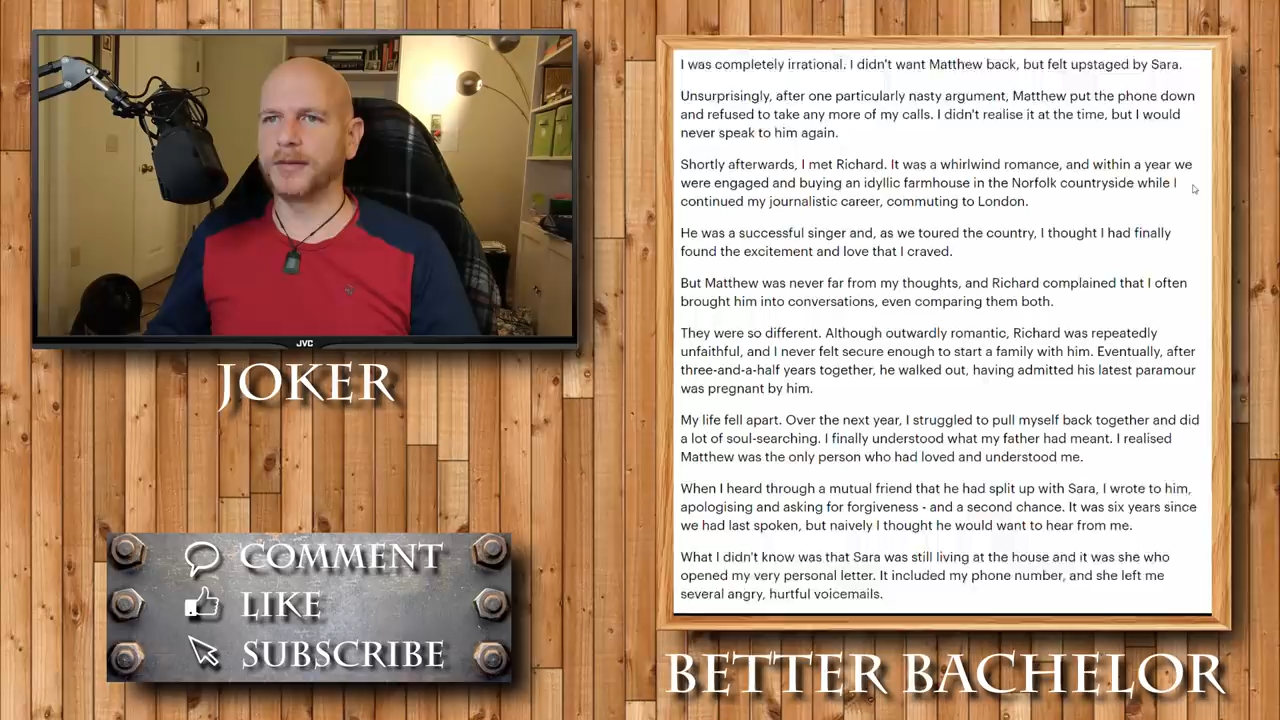 I was completely irrational. I didn't want Matthew back, but felt upstaged by Sara.
Unsurprisingly, after one particularly nasty argument, Matthew put the phone down
and refused to take any more of my calls. I didn't realise it at the time, but I would
never speak to him again.
Shortly afterwards, I met Richard. It was a whirlwind romance, and within a year we
were engaged and buying an idyllic farmhouse in the Norfolk countryside while I
continued my journalistic career, commuting to London.
He was a successful singer and, as we toured the country, I thought I had finally
found the excitement and love that I craved.
But Matthew was never far from my thoughts, and Richard complained that I often
brought him into conversations, even comparing them both.
They were so different. Although outwardly romantic, Richard was repeatedly
unfaithful, and I never felt secure enough to start a family with him. Eventually, after
three-and-a-half years together, he walked out, having admitted his latest paramour
was pregnant by him.
My life fell apart. Over the next year, I struggled to pull myself back together and did
a lot of soul-searching. I finally understood what my father had meant. I realised
Matthew was the only person who had loved and understood me.
When I heard through a mutual friend that he had split up with Sara, I wrote to him,
apologising and asking for forgiveness - and a second chance. It was six years since
we had last spoken, but naively I thought he would want to hear from me.
What I didn't know was that Sara was still living at the house and it was she who
opened my very personal letter. It included my phone number, and she left me
several angry, hurtful voicemails.
JVC
JOKER
COMMENT
LIKE
SUBSCRIBE
BETTER BACHELOR